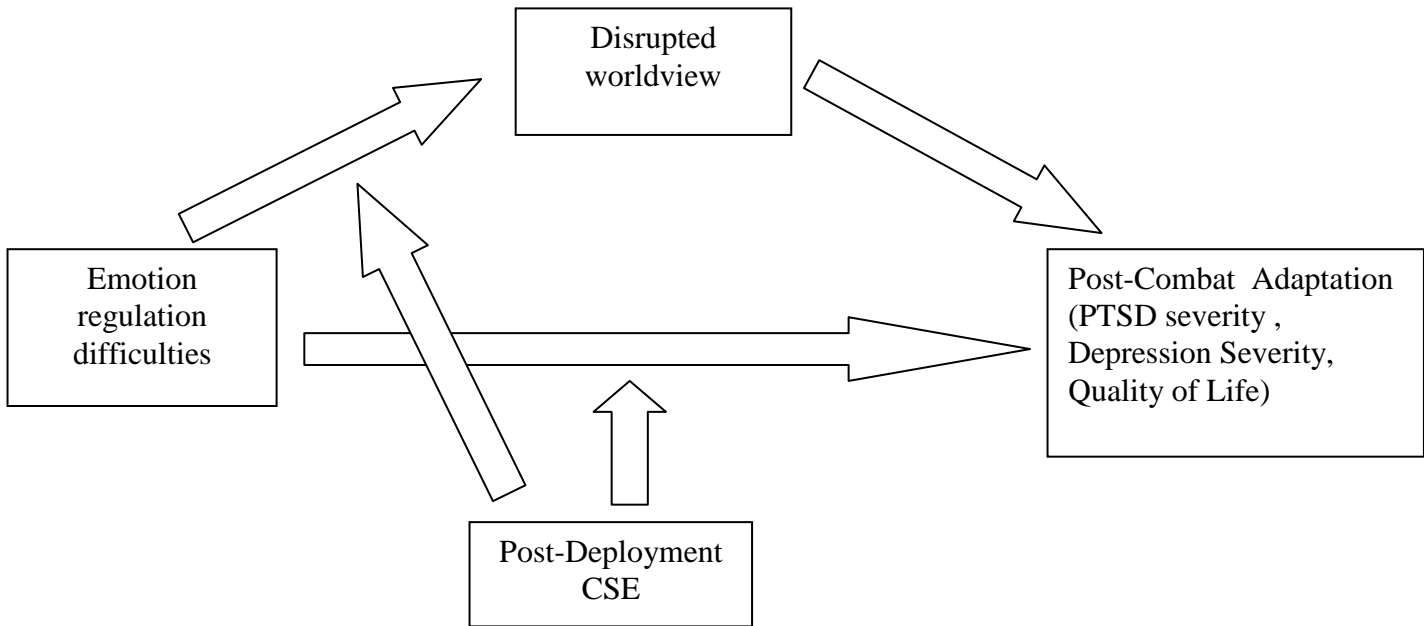 Disrupted
worldview
Emotion
regulation
difficulties
Post-Combat Adaptation
(PTSD severity ,
Depression Severity,
Quality of Life)
Post-Deployment
CSE